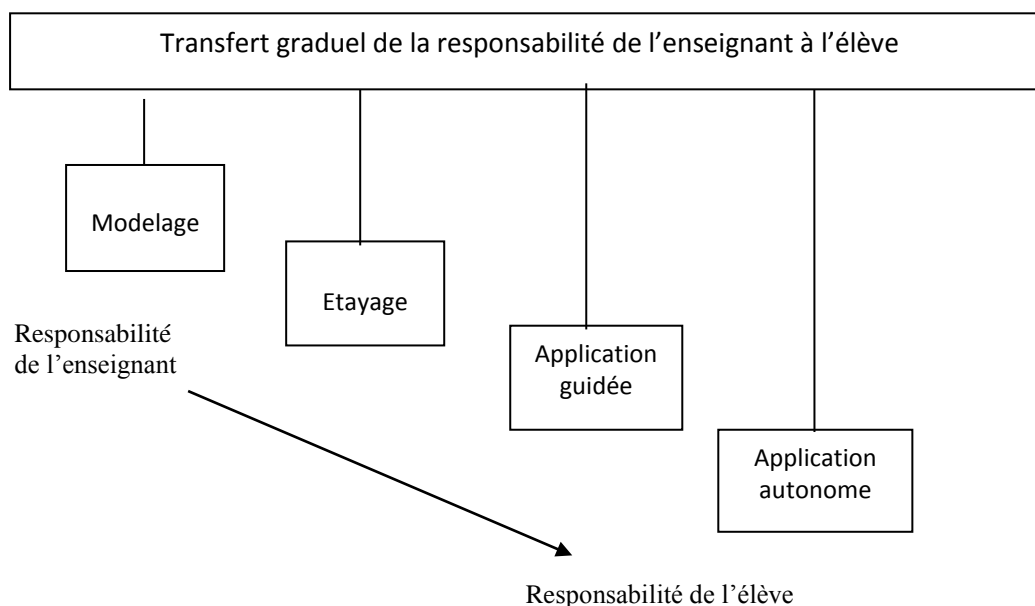 Transfert graduel de la responsabilité de l’enseignant à l’élève
Modelage
Etayage
Responsabilité
de l’enseignant
Application
guidée
Application
autonome
Responsabilité de l’élève